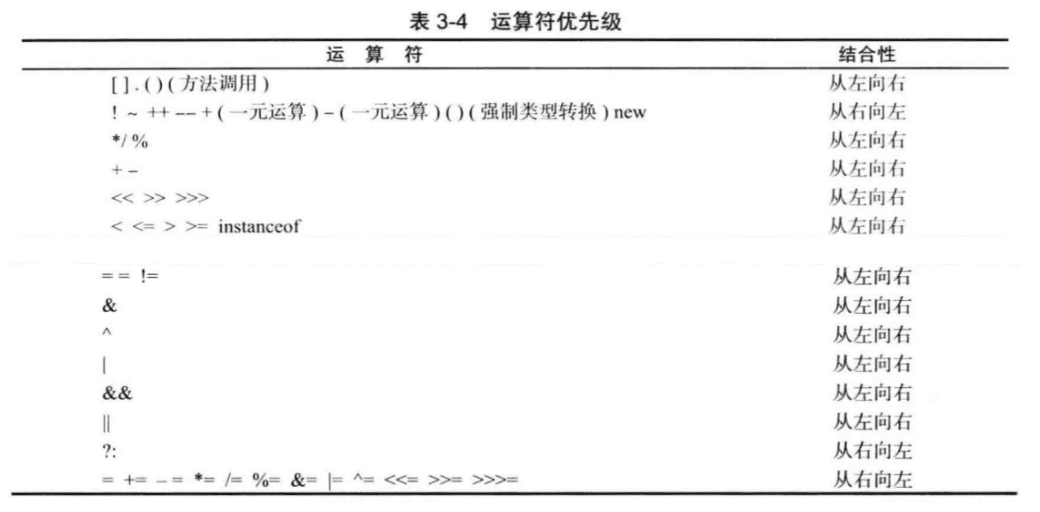 表 3-4 运算符优先级
运 算 符 结合性
[ ] . ( ) ( 方法调用 ) 从左向右
! ~ ++ -- + ( 一元运算 ) – ( 一元运算 ) ( ) ( 强制类型转换 ) new 从右向左
*/ % 从左向右
+ – 从左向右
<< >> >>> 从左向右
< <= > >= instanceof 从左向右
= = != 从左向右
& 从左向右
^ 从左向右
| 从左向右
&& 从左向右
|| 从左向右
?: 从右向左
= += – = *= /= %= &= |= ^= <<= >>= >>>= 从右向左